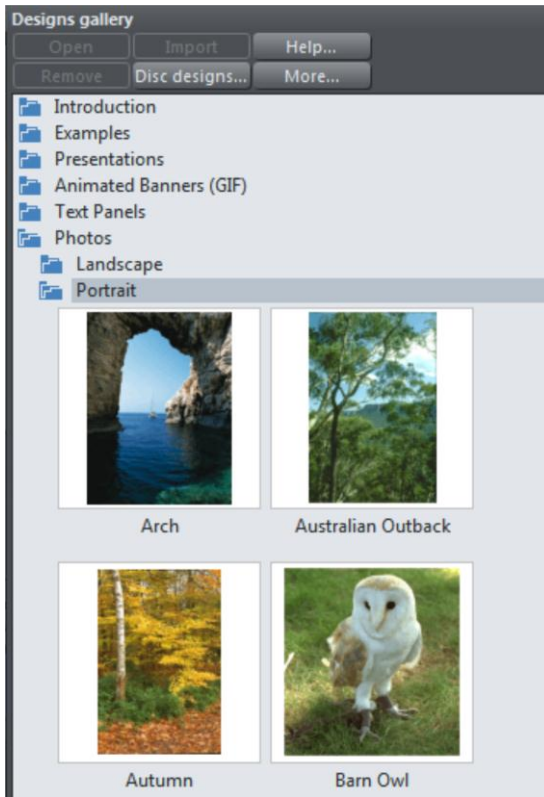 Designs gallery
Open Import Help...
Remove Disc designs... More...
Introduction
Examples
Presentations
Animated Banners (GIF)
Text Panels
Photos
Landscape
Portrait
Arch Australian Outback
Autumn Barn Owl